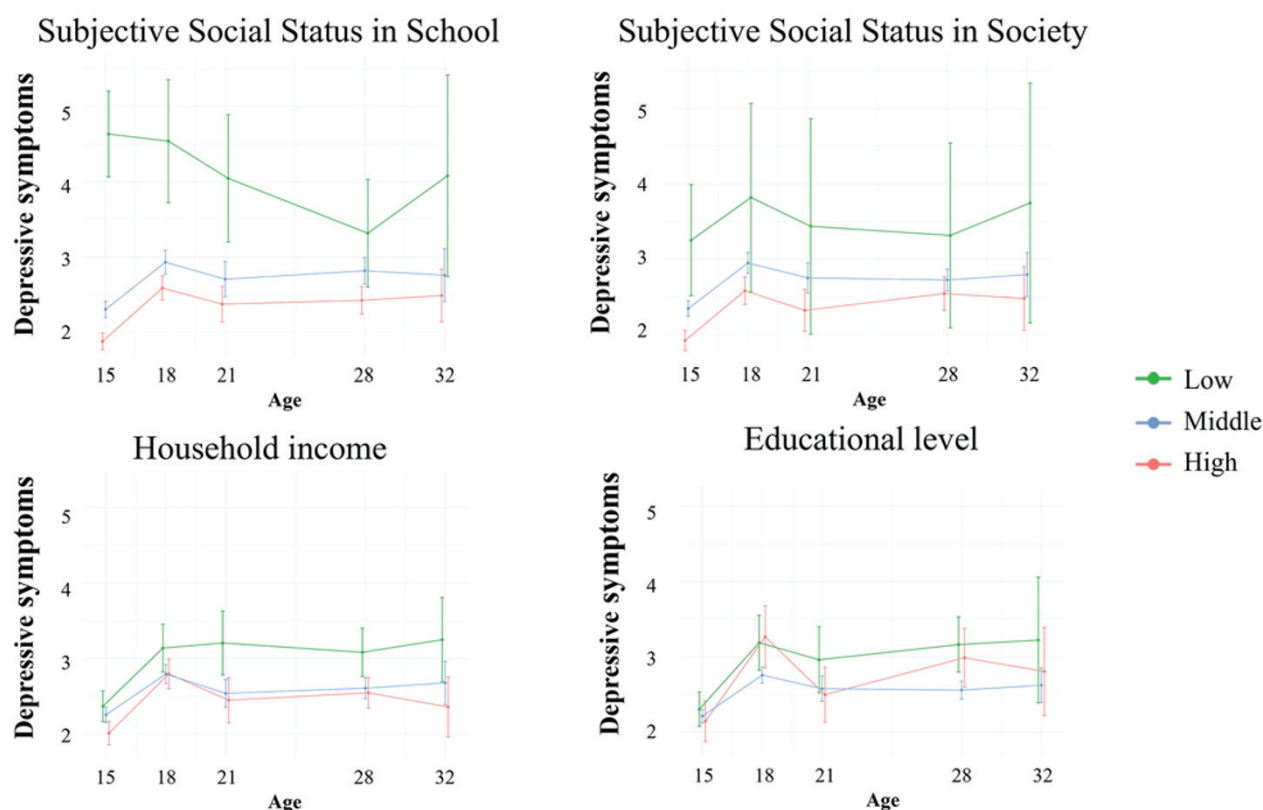 Subjective Social Status in School
Depressive symptoms
5
4
3
2
15 18 21 28 32
Age
Subjective Social Status in Society
Depressive symptoms
5
4
3
2
15 18 21 28 32
Age
Low
Middle
High
Household income
Depressive symptoms
5
4
3
2
15 18 21 28 32
Age
Educational level
Depressive symptoms
5
4
3
2
15 18 21 28 32
Age